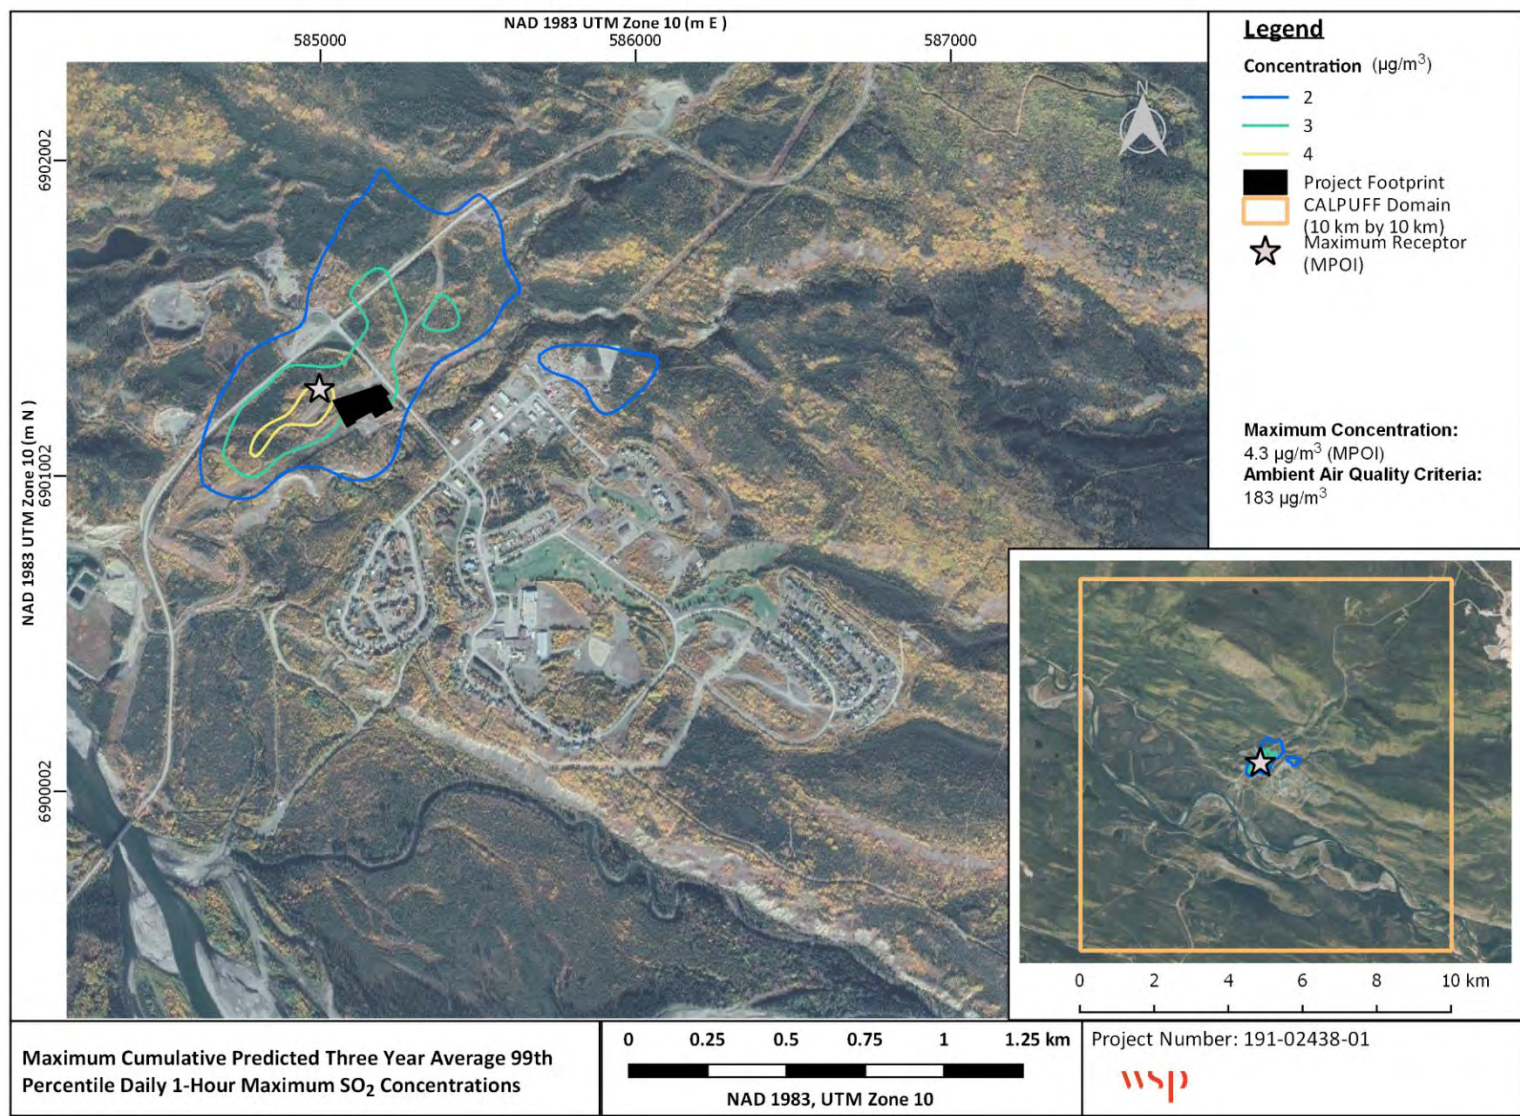 NAD 1983 UTM Zone 10 (m E )
585000
586000
587000
NAD 1983 UTM Zone 10 (m N )
6902002
6901002
6900002
N
Legend
Concentration (µg/m³)
2
3
4
Project Footprint
CALPUFF Domain
(10 km by 10 km)
Maximum Receptor
(MPOI)
Maximum Concentration:
4.3 µg/m³ (MPOI)
Ambient Air Quality Criteria:
183 µg/m³
0 2 4 6 8 10 km
Maximum Cumulative Predicted Three Year Average 99th
Percentile Daily 1-Hour Maximum SO₂ Concentrations
0 0.25 0.5 0.75 1 1.25 km
NAD 1983, UTM Zone 10
Project Number: 191-02438-01
wsp